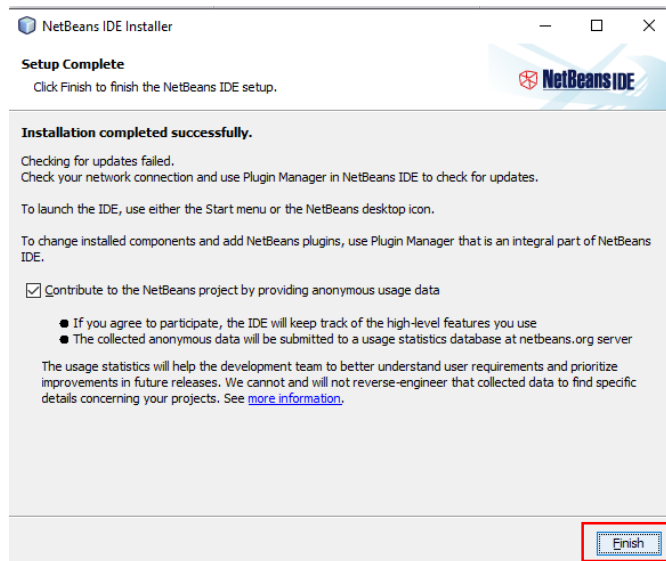 NetBeans IDE Installer
Setup Complete
Click Finish to finish the NetBeans IDE setup.
NetBeans IDE
Installation completed successfully.
Checking for updates failed.
Check your network connection and use Plugin Manager in NetBeans IDE to check for updates.
To launch the IDE, use either the Start menu or the NetBeans desktop icon.
To change installed components and add NetBeans plugins, use Plugin Manager that is an integral part of NetBeans
IDE.
Contribute to the NetBeans project by providing anonymous usage data
If you agree to participate, the IDE will keep track of the high-level features you use
The collected anonymous data will be submitted to a usage statistics database at netbeans.org server
The usage statistics will help the development team to better understand user requirements and prioritize
improvements in future releases. We cannot and will not reverse-engineer that collected data to find specific
details concerning your projects. See more information.
Finish